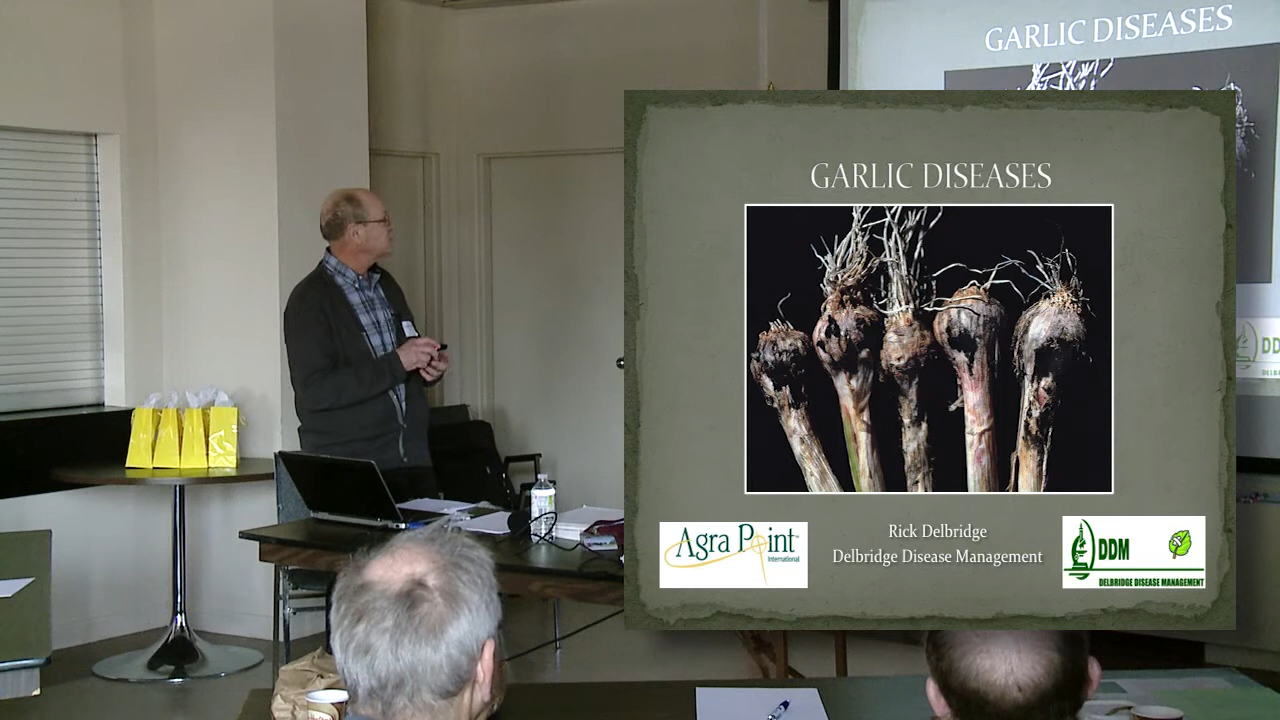 GARLIC DISEASES
GARLIC DISEASES
Agra Point
International
Rick Delbridge
Delbridge Disease Management
DDM
DELBRIDGE DISEASE MANAGEMENT